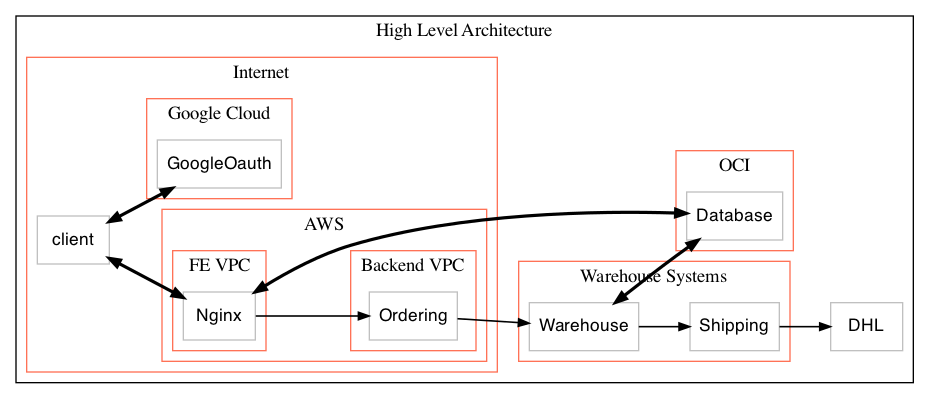 High Level Architecture
Internet
Google Cloud
GoogleOauth
OCI
Database
client
AWS
FE VPC
Backend VPC
Warehouse Systems
Nginx
Ordering
Warehouse
Shipping
DHL